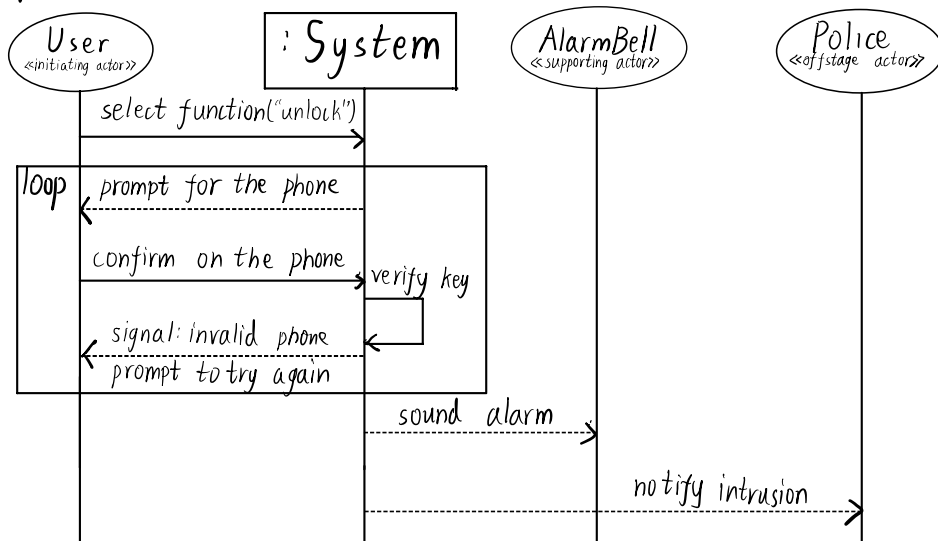 User
«initiating actor»
: System
AlarmBell
«supporting actor»
Police
«offstage actor»
select function("unlock")
loop
prompt for the phone
confirm on the phone
verify key
signal: invalid phone
prompt to try again
sound alarm
notify intrusion